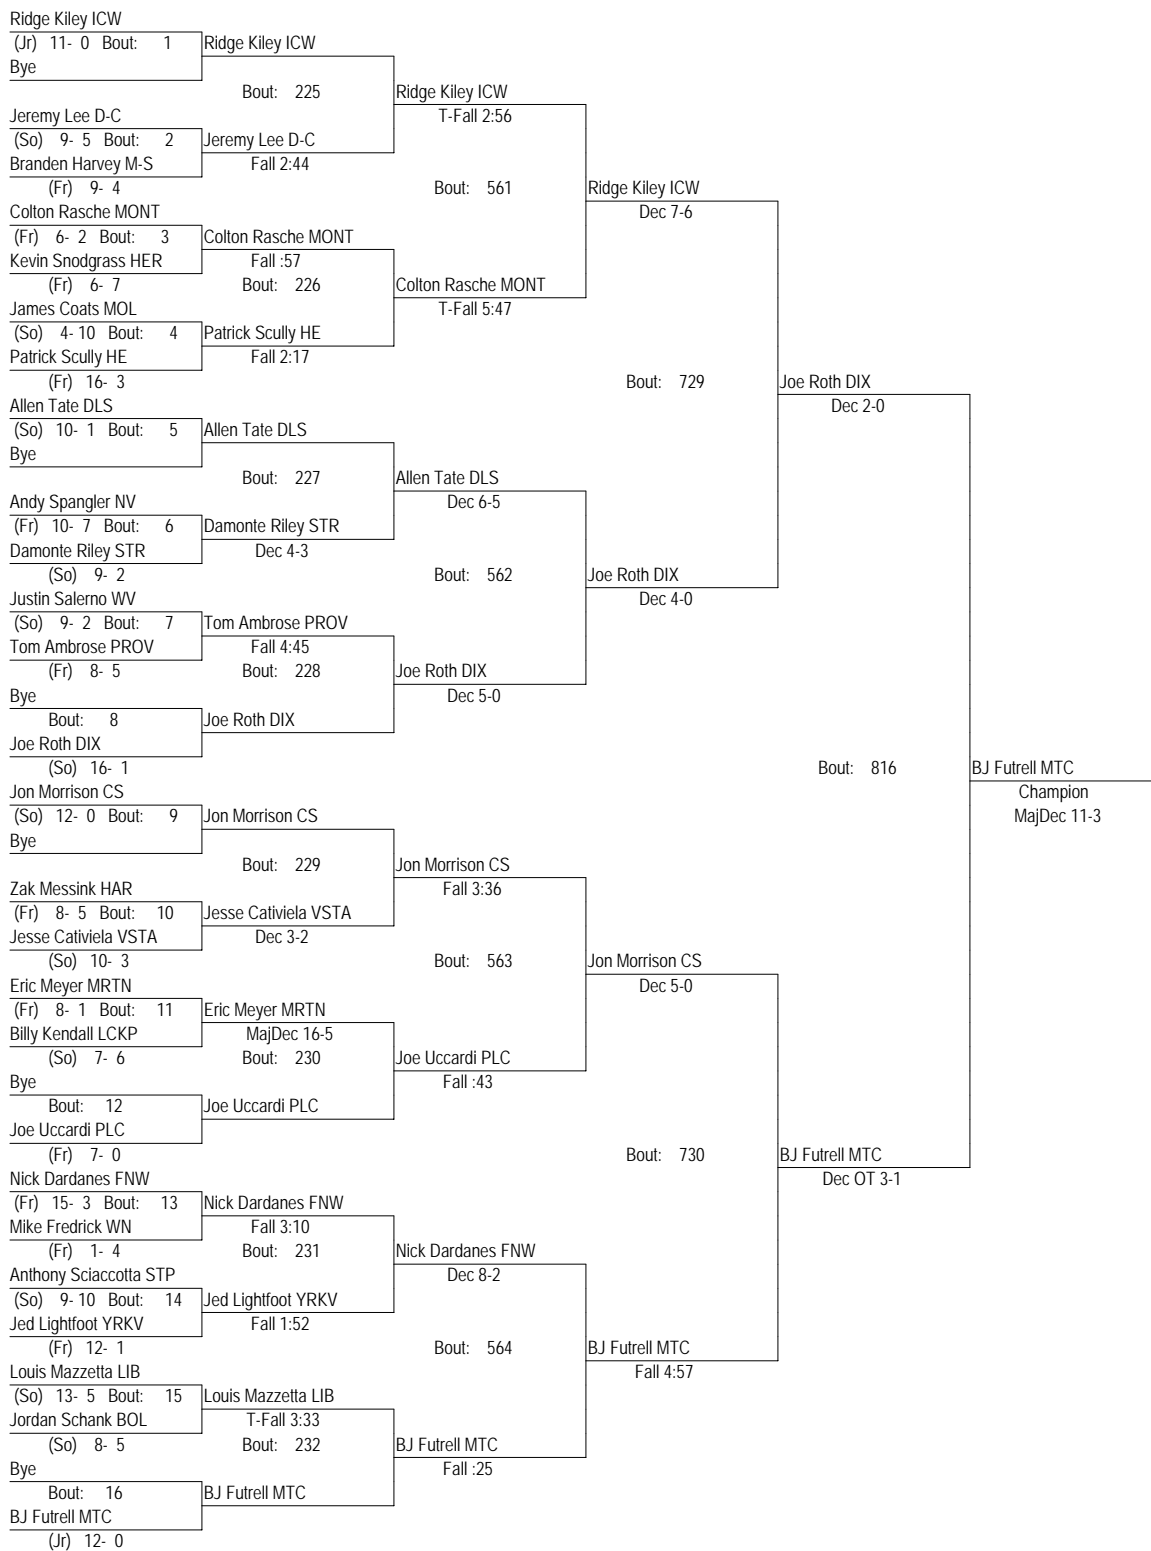 Ridge Kiley ICW
(Jr) 11- 0 Bout: 1 Ridge Kiley ICW
Bye
Bout: 225 Ridge Kiley ICW
Jeremy Lee D-C T-Fall 2:56
(So) 9- 5 Bout: 2 Jeremy Lee D-C
Branden Harvey M-S Fall 2:44
(Fr) 9- 4 Bout: 561 Ridge Kiley ICW
Colton Rasche MONT Dec 7-6
(Fr) 6- 2 Bout: 3 Colton Rasche MONT
Kevin Snodgrass HER Fall :57
(Fr) 6- 7 Bout: 226 Colton Rasche MONT
James Coats MOL T-Fall 5:47
(So) 4- 10 Bout: 4 Patrick Scully HE
Patrick Scully HE Fall 2:17
(Fr) 16- 3 Bout: 729 Joe Roth DIX
Allen Tate DLS Dec 2-0
(So) 10- 1 Bout: 5 Allen Tate DLS
Bye
Bout: 227 Allen Tate DLS
Andy Spangler NV Dec 6-5
(Fr) 10- 7 Bout: 6 Damonte Riley STR
Damonte Riley STR Dec 4-3
(So) 9- 2 Bout: 562 Joe Roth DIX
Justin Salerno WV Dec 4-0
(So) 9- 2 Bout: 7 Tom Ambrose PROV
Tom Ambrose PROV Fall 4:45
(Fr) 8- 5 Bout: 228 Joe Roth DIX
Bye Dec 5-0
Bout: 8 Joe Roth DIX
Joe Roth DIX
(So) 16- 1 Bout: 816 BJ Futrell MTC
Jon Morrison CS Champion
(So) 12- 0 Bout: 9 Jon Morrison CS MajDec 11-3
Bye
Bout: 229 Jon Morrison CS
Zak Messink HAR Fall 3:36
(Fr) 8- 5 Bout: 10 Jesse Cativiela VSTA
Jesse Cativiela VSTA Dec 3-2
(So) 10- 3 Bout: 563 Jon Morrison CS
Eric Meyer MRTN Dec 5-0
(Fr) 8- 1 Bout: 11 Eric Meyer MRTN
Billy Kendall LCKP MajDec 16-5
(So) 7- 6 Bout: 230 Joe Uccardi PLC
Bye Fall :43
Bout: 12 Joe Uccardi PLC
Joe Uccardi PLC
(Fr) 7- 0 Bout: 730 BJ Futrell MTC
Nick Dardanes FNW Dec OT 3-1
(Fr) 15- 3 Bout: 13 Nick Dardanes FNW
Mike Fredrick WN Fall 3:10
(Fr) 1- 4 Bout: 231 Nick Dardanes FNW
Anthony Sciaccotta STP Dec 8-2
(So) 9- 10 Bout: 14 Jed Lightfoot YRKV
Jed Lightfoot YRKV Fall 1:52
(Fr) 12- 1 Bout: 564 BJ Futrell MTC
Louis Mazzetta LIB Fall 4:57
(So) 13- 5 Bout: 15 Louis Mazzetta LIB
Jordan Schank BOL T-Fall 3:33
(So) 8- 5 Bout: 232 BJ Futrell MTC
Bye Fall :25
Bout: 16 BJ Futrell MTC
BJ Futrell MTC
(Jr) 12- 0